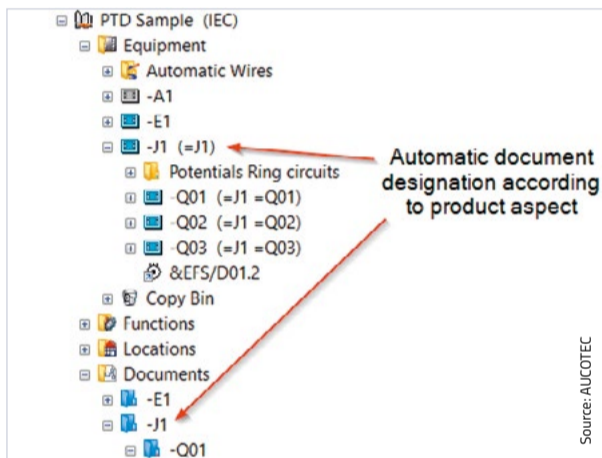 PTD Sample (IEC)
Equipment
Automatic Wires
-A1
-E1
-J1 (=J1)
Potentials Ring circuits
-Q01 (=J1 =Q01)
-Q02 (=J1 =Q02)
-Q03 (=J1 =Q03)
&EFS/D01.2
Copy Bin
Functions
Locations
Documents
-E1
-J1
-Q01
Automatic document
designation according
to product aspect
Source: AUCOTEC